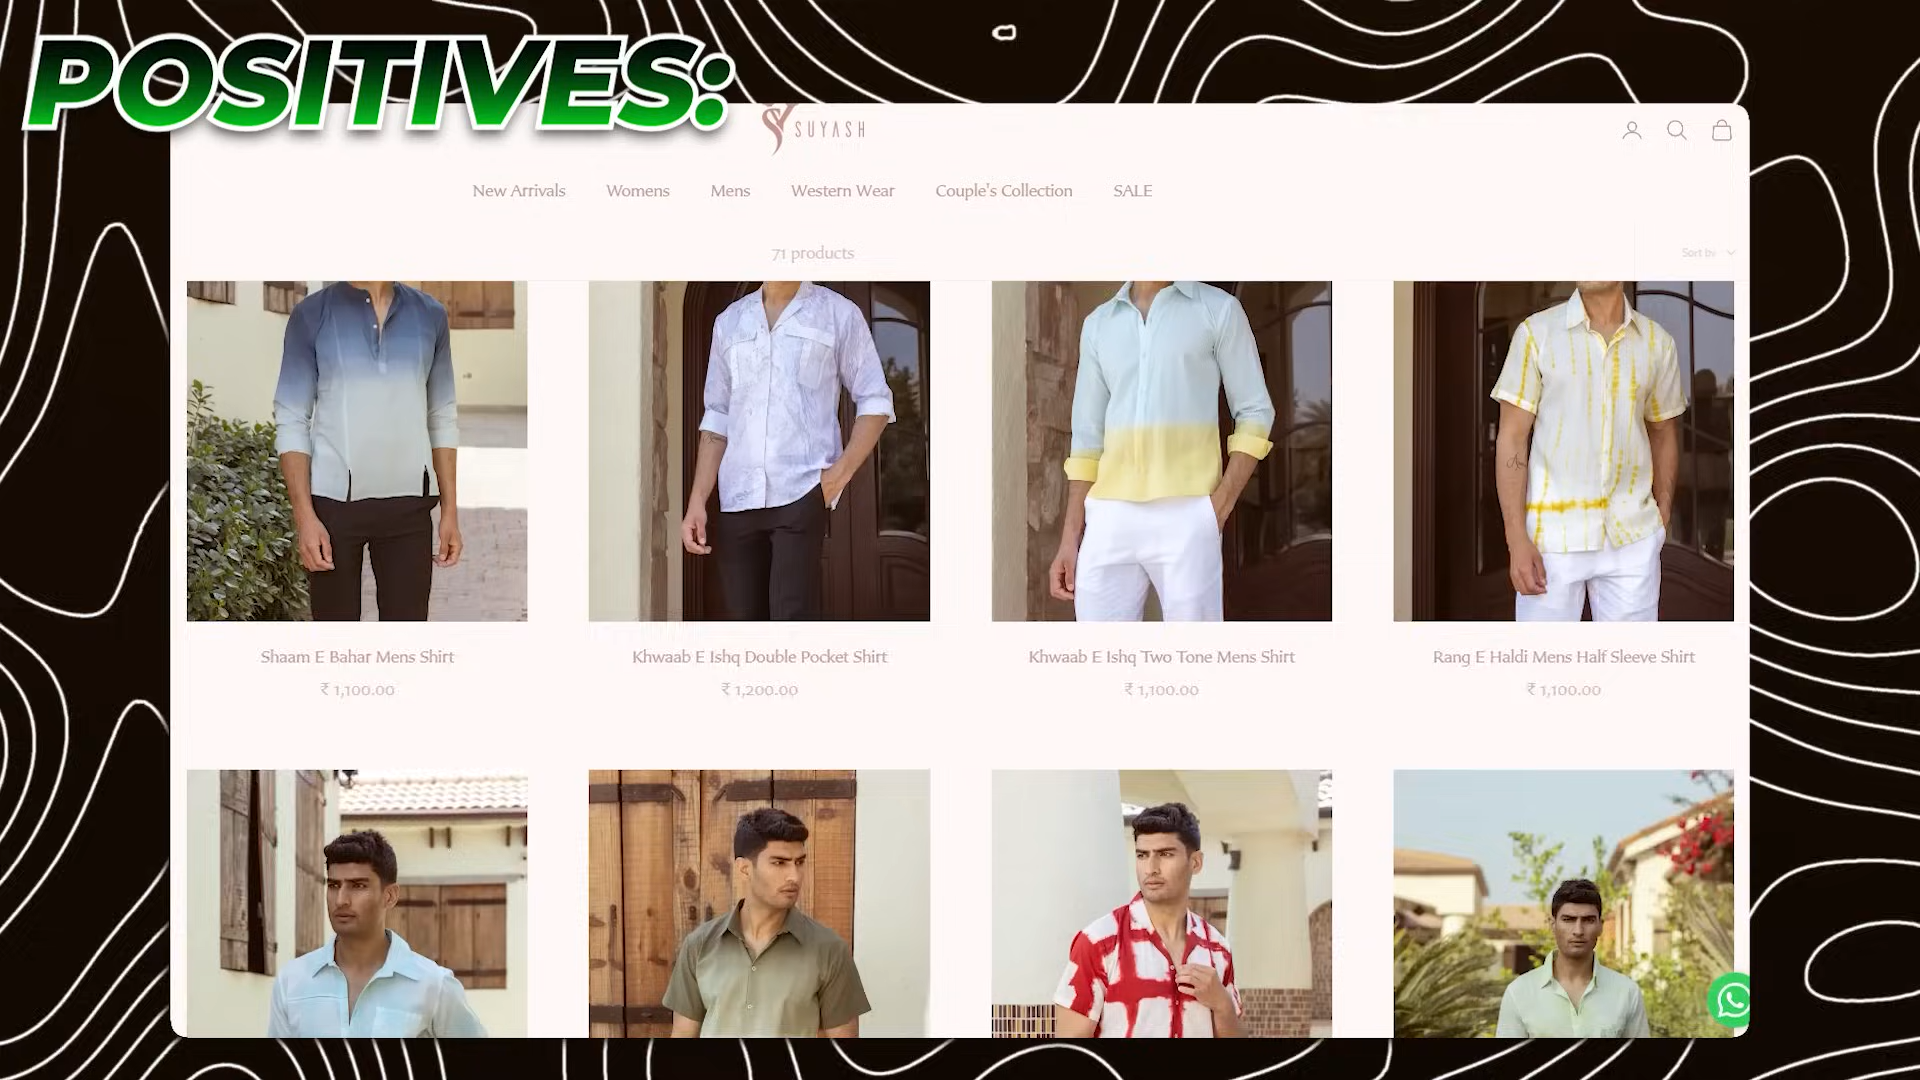 POSITIVES:
SUYASH
New Arrivals Womens Mens Western Wear Couple's Collection SALE
71 products
Sort by
Shaam E Bahar Mens Shirt
₹ 1,100.00
Khwaab E Ishq Double Pocket Shirt
₹ 1,200.00
Khwaab E Ishq Two Tone Mens Shirt
₹ 1,100.00
Rang E Haldi Mens Half Sleeve Shirt
₹ 1,100.00